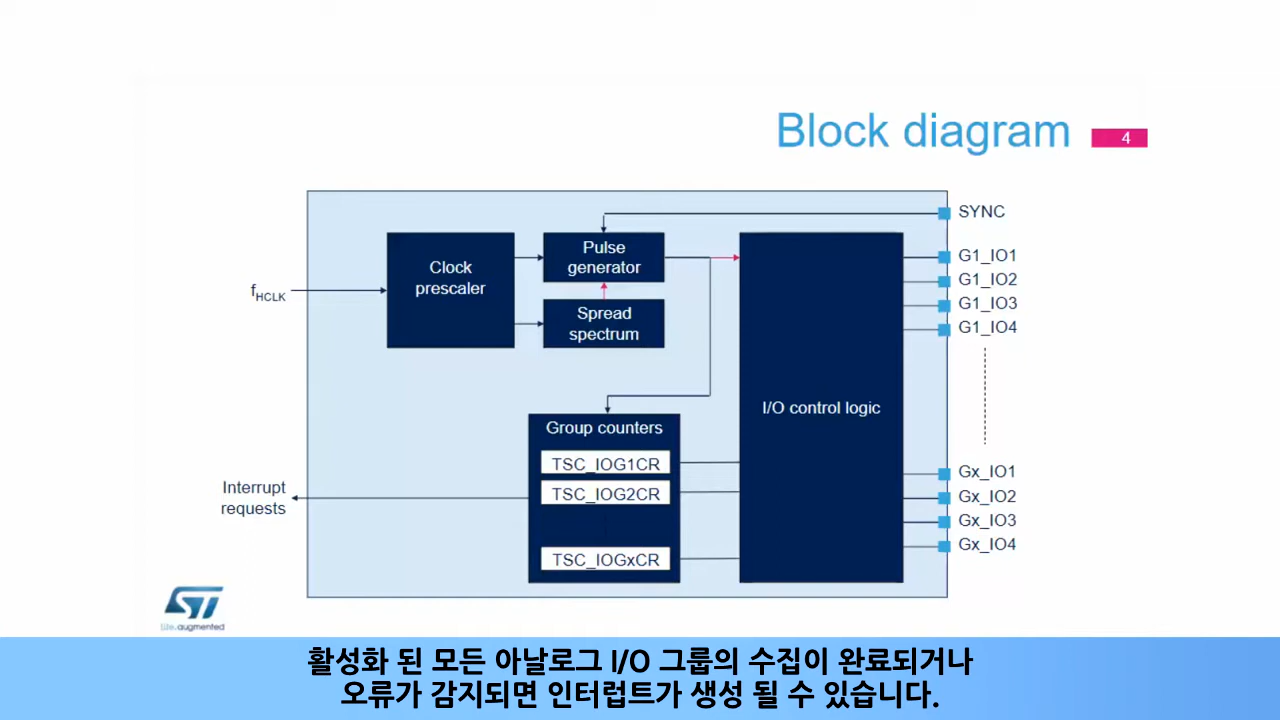 Block diagram
4
SYNC
Pulse
generator
Clock
prescaler
fHCLK
Spread
spectrum
G1_IO1
G1_IO2
G1_IO3
G1_IO4
I/O control logic
Group counters
TSC_IOG1CR
TSC_IOG2CR
TSC_IOGxCR
Interrupt
requests
Gx_IO1
Gx_IO2
Gx_IO3
Gx_IO4
ST
life.augmented
활성화 된 모든 아날로그 I/O 그룹의 수집이 완료되거나
오류가 감지되면 인터럽트가 생성 될 수 있습니다.